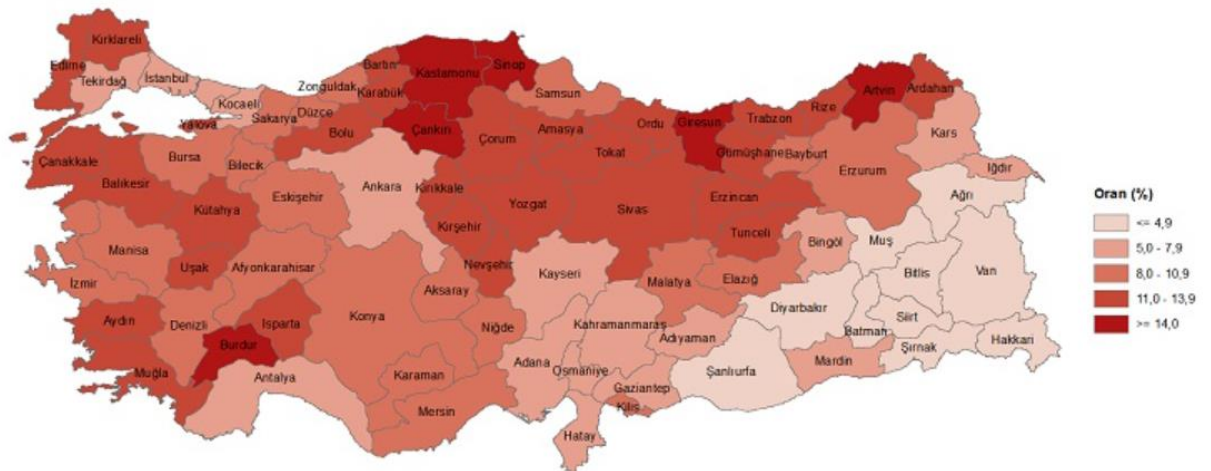 Kırklareli
Edirne
Tekirdağ
İstanbul
Kocaeli
Yalova
Sakarya
Düzce
Zonguldak
Bartın
Karabük
Kastamonu
Sinop
Samsun
Bolu
Çankırı
Çorum
Amasya
Ordu
Giresun
Trabzon
Rize
Artvin
Ardahan
Tokat
Gümüşhane
Bayburt
Kars
Çanakkale
Balıkesir
Bursa
Bilecik
Eskişehir
Ankara
Kırıkkale
Yozgat
Sivas
Erzincan
Erzurum
Iğdır
Ağrı
Kütahya
Kırşehir
Tunceli
Bingöl
Muş
Manisa
Uşak
Afyonkarahisar
Nevşehir
Kayseri
Malatya
Elazığ
Bitlis
Van
İzmir
Aksaray
Aydın
Denizli
Isparta
Konya
Niğde
Kahramanmaraş
Adıyaman
Diyarbakır
Batman
Siirt
Şırnak
Hakkari
Burdur
Muğla
Antalya
Karaman
Mersin
Adana
Osmaniye
Gaziantep
Kilis
Şanlıurfa
Mardin
Hatay
Oran (%)
<= 4,9
5,0 - 7,9
8,0 - 10,9
11,0 - 13,9
>= 14,0